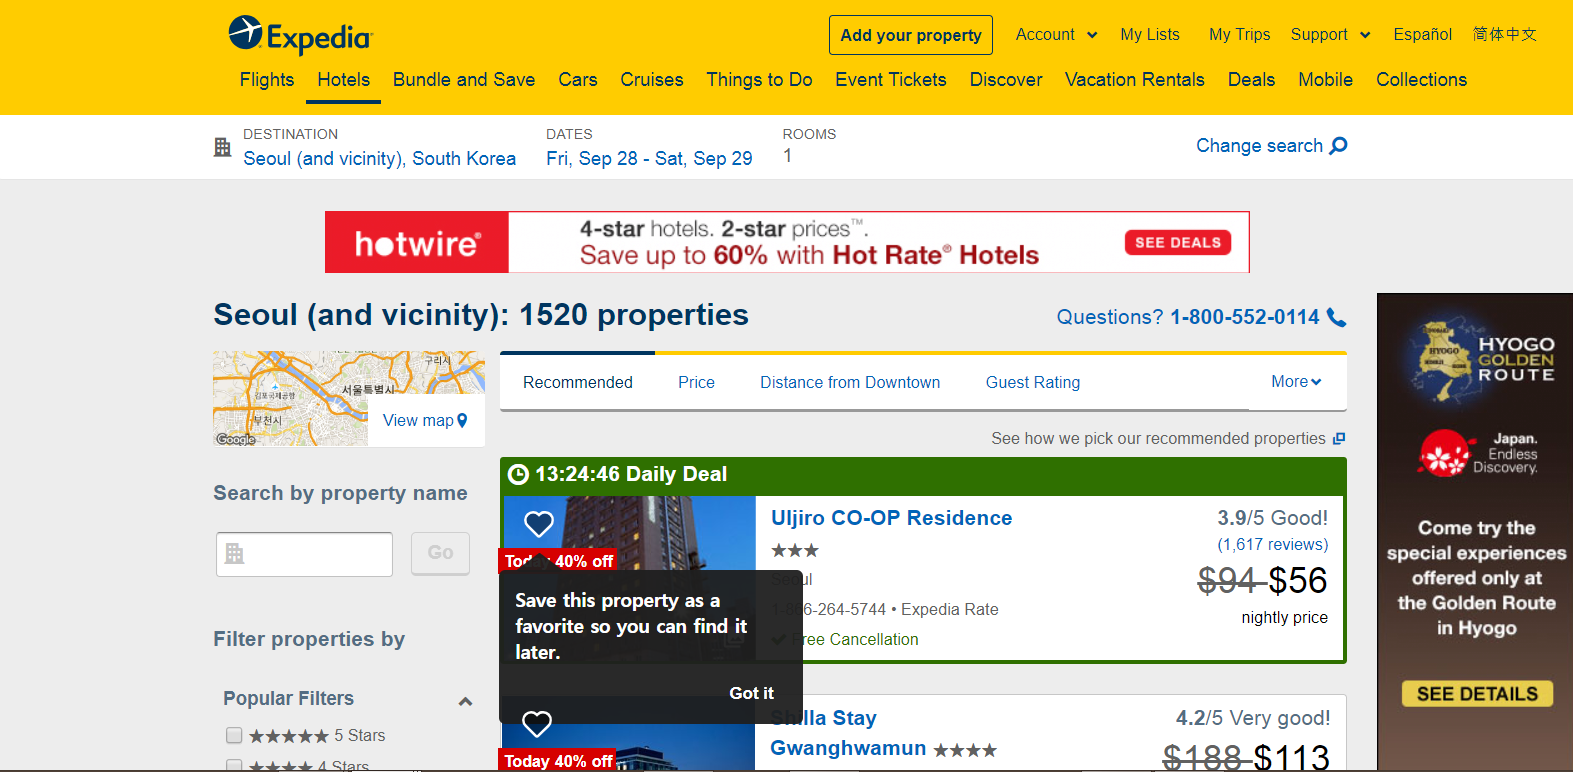 Expedia
Add your property
Account
My Lists
My Trips
Support
Español
简体中文
Flights
Hotels
Bundle and Save
Cars
Cruises
Things to Do
Event Tickets
Discover
Vacation Rentals
Deals
Mobile
Collections
DESTINATION
Seoul (and vicinity), South Korea
DATES
Fri, Sep 28 - Sat, Sep 29
ROOMS
1
Change search
hotwire®
4-star hotels. 2-star prices™.
Save up to 60% with Hot Rate® Hotels
SEE DEALS
Seoul (and vicinity): 1520 properties
Questions? 1-800-552-0114
구리시
서울특별시
김포국제공항
부천시
Google
View map
Recommended
Price
Distance from Downtown
Guest Rating
More
See how we pick our recommended properties
Search by property name
Go
Filter properties by
Popular Filters
5 Stars
4 Stars
13:24:46 Daily Deal
Today 40% off
Save this property as a
favorite so you can find it
later.
Got it
Uljiro CO-OP Residence
Seoul
1-866-264-5744 • Expedia Rate
Free Cancellation
3.9/5 Good!
(1,617 reviews)
$94 $56
nightly price
Today 40% off
Shilla Stay
Gwanghwamun
4.2/5 Very good!
$188 $113
HYOGO
HYOGO
GOLDEN
ROUTE
Japan.
Endless
Discovery.
Come try the
special experiences
offered only at
the Golden Route
in Hyogo
SEE DETAILS